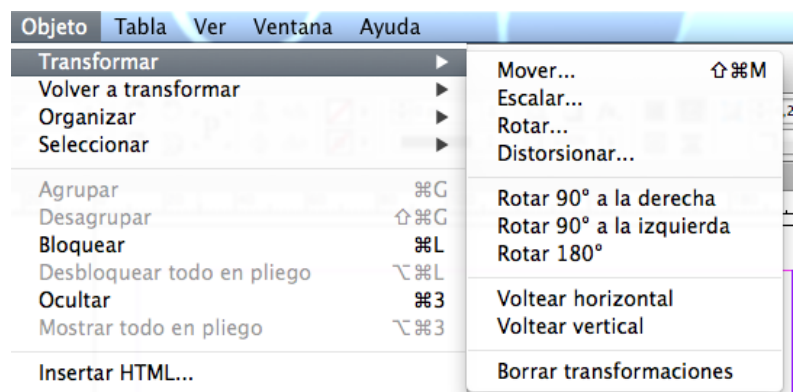 Objeto Tabla Ver Ventana Ayuda
Transformar
Volver a transformar
Organizar
Seleccionar
Agrupar ⌘G
Desagrupar ⇧⌘G
Bloquear ⌘L
Desbloquear todo en pliego ⌥⌘L
Ocultar ⌘3
Mostrar todo en pliego ⌥⌘3
Insertar HTML...
Mover... ⇧⌘M
Escalar...
Rotar...
Distorsionar...
Rotar 90° a la derecha
Rotar 90° a la izquierda
Rotar 180°
Voltear horizontal
Voltear vertical
Borrar transformaciones